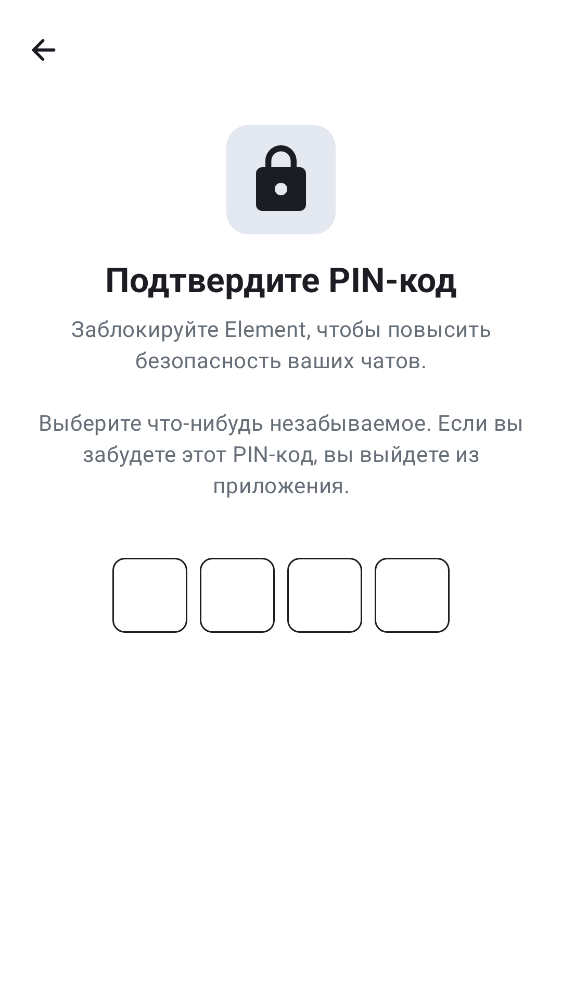 Подтвердите PIN-код
Заблокируйте Element, чтобы повысить
безопасность ваших чатов.
Выберите что-нибудь незабываемое. Если вы
забудете этот PIN-код, вы выйдете из
приложения.